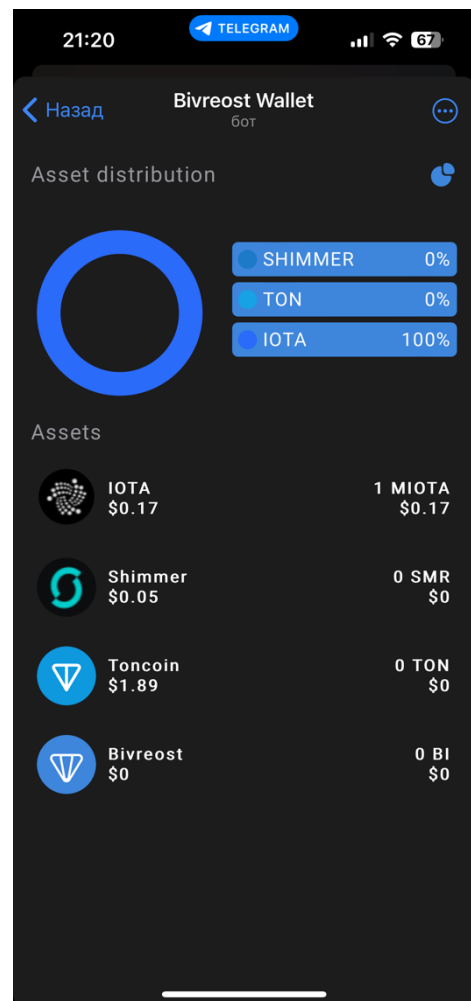 21:20
TELEGRAM
67
Назад
Bivreost Wallet
бот
Asset distribution
SHIMMER 0%
TON 0%
IOTA 100%
Assets
IOTA 1 MIOTA
$0.17 $0.17
Shimmer 0 SMR
$0.05 $0
Toncoin 0 TON
$1.89 $0
Bivreost 0 BI
$0 $0